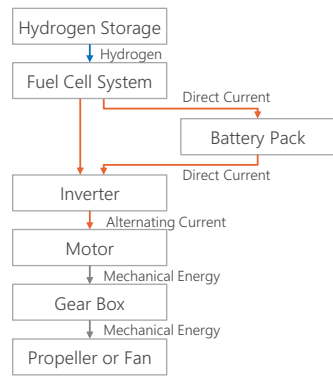 Hydrogen Storage
Hydrogen
Fuel Cell System
Direct Current
Battery Pack
Direct Current
Inverter
Alternating Current
Motor
Mechanical Energy
Gear Box
Mechanical Energy
Propeller or Fan